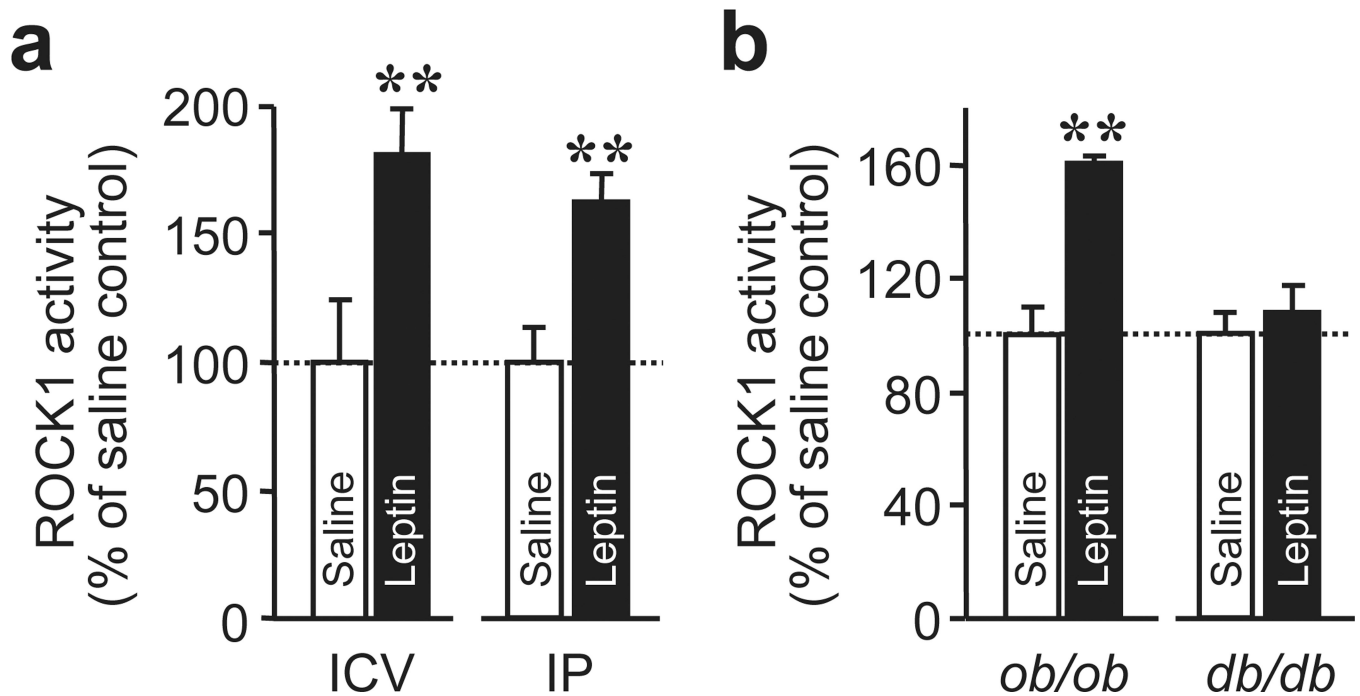 a
ROCK1 activity
(% of saline control)
200
150
100
50
0
**
**
Saline
Leptin
Saline
Leptin
ICV
IP
b
ROCK1 activity
(% of saline control)
160
120
80
40
0
**
Saline
Leptin
Saline
Leptin
ob/ob
db/db